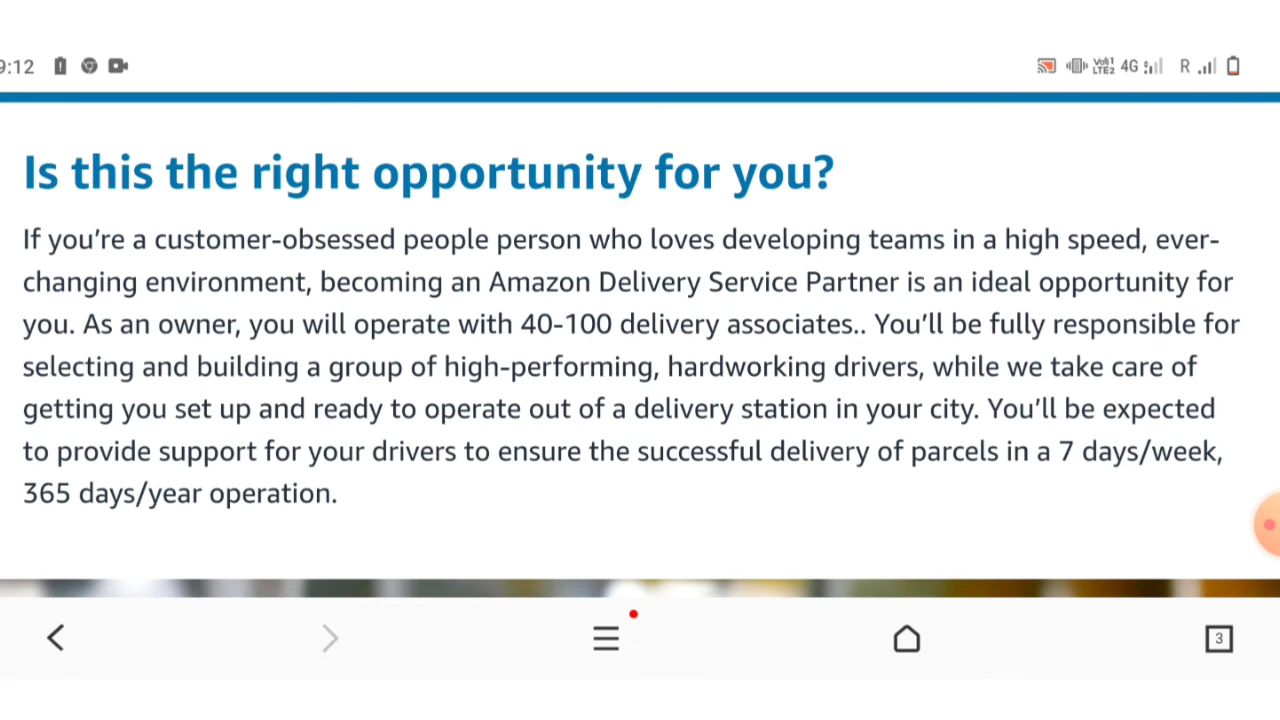 9:12
VoI1 LTE2 4G R
Is this the right opportunity for you?
If you're a customer-obsessed people person who loves developing teams in a high speed, ever-
changing environment, becoming an Amazon Delivery Service Partner is an ideal opportunity for
you. As an owner, you will operate with 40-100 delivery associates.. You'll be fully responsible for
selecting and building a group of high-performing, hardworking drivers, while we take care of
getting you set up and ready to operate out of a delivery station in your city. You'll be expected
to provide support for your drivers to ensure the successful delivery of parcels in a 7 days/week,
365 days/year operation.
3